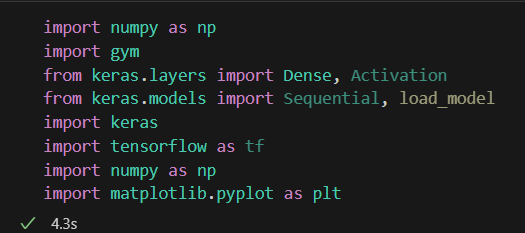 import numpy as np
import gym
from keras.layers import Dense, Activation
from keras.models import Sequential, load_model
import keras
import tensorflow as tf
import numpy as np
import matplotlib.pyplot as plt
4.3s